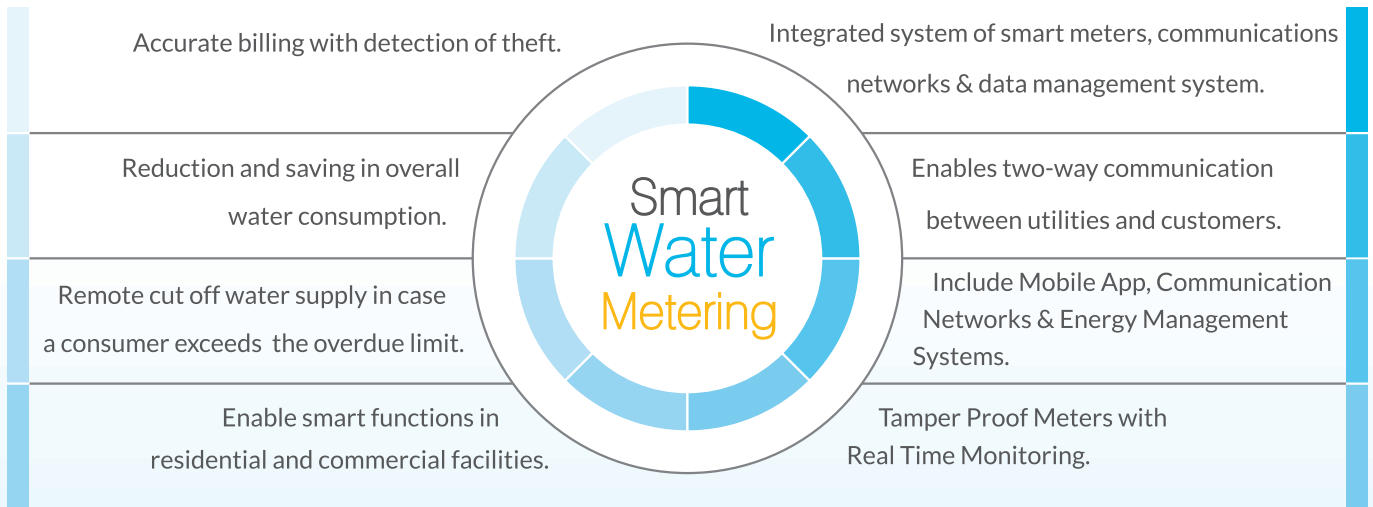 Accurate billing with detection of theft.
Reduction and saving in overall
water consumption.
Remote cut off water supply in case
a consumer exceeds the overdue limit.
Enable smart functions in
residential and commercial facilities.
Smart
Water
Metering
Integrated system of smart meters, communications
networks & data management system.
Enables two-way communication
between utilities and customers.
Include Mobile App, Communication
Networks & Energy Management
Systems.
Tamper Proof Meters with
Real Time Monitoring.